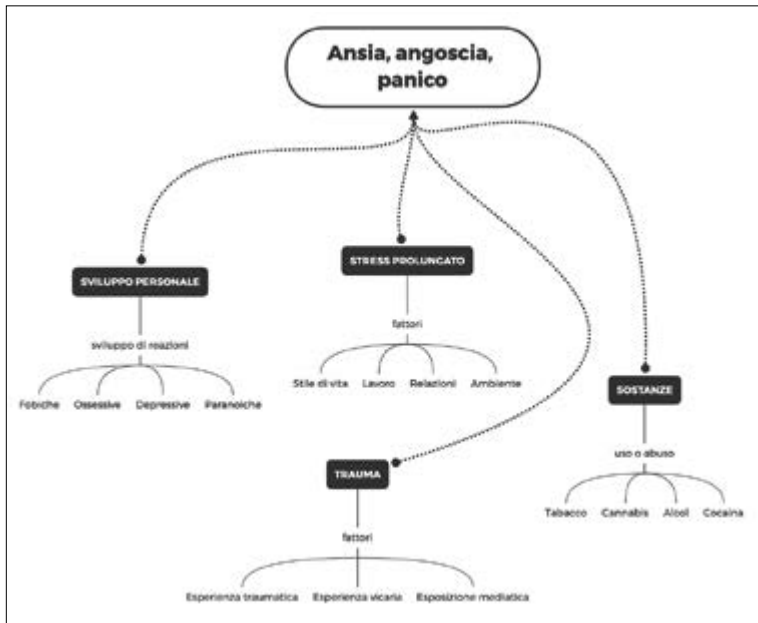 Ansia, angoscia,
panico
SVILUPPO PERSONALE
sviluppo di reazioni
Fobiche Ossessive Depressive Paranoiche
STRESS PROLUNGATO
fattori
Stile di vita Lavoro Relazioni Ambiente
SOSTANZE
uso o abuso
Tabacco Cannabis Alcol Cocaina
TRAUMA
fattori
Esperienza traumatica Esperienza vicaria Esposizione mediatica